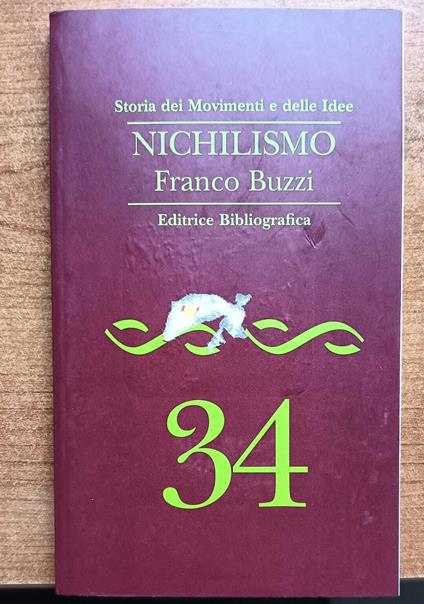 Storia dei Movimenti e delle Idee
NICHILISMO
Franco Buzzi
Editrice Bibliografica
34